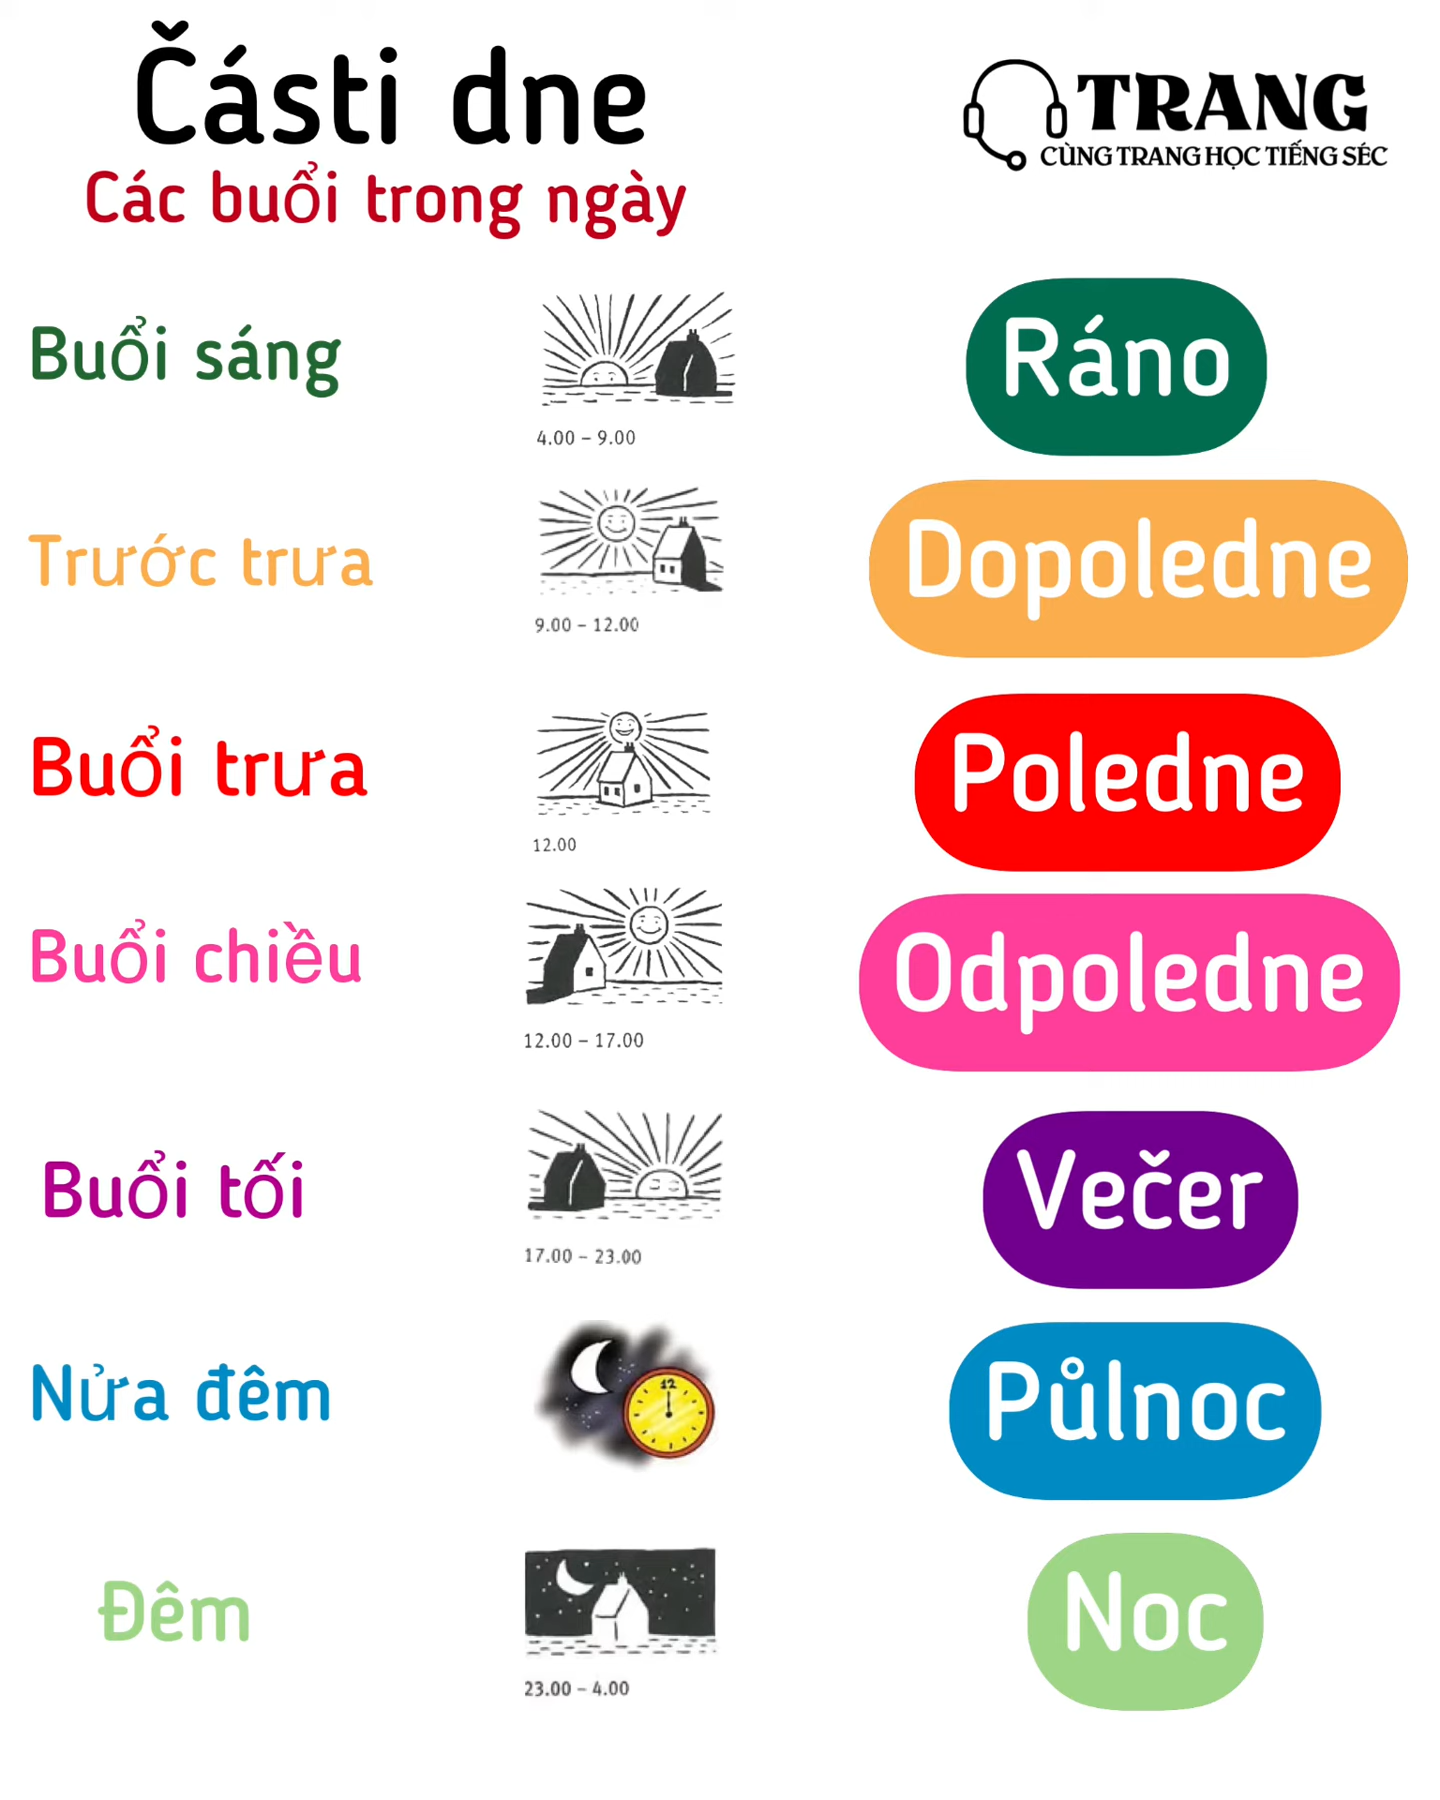 Části dne
Các buổi trong ngày
TRANG
CÙNG TRANG HỌC TIẾNG SÉC
Buổi sáng
4.00 – 9.00
Ráno
Trước trưa
9.00 – 12.00
Dopoledne
Buổi trưa
12.00
Poledne
Buổi chiều
12.00 – 17.00
Odpoledne
Buổi tối
17.00 – 23.00
Večer
Nửa đêm
12
Půlnoc
Đêm
23.00 – 4.00
Noc